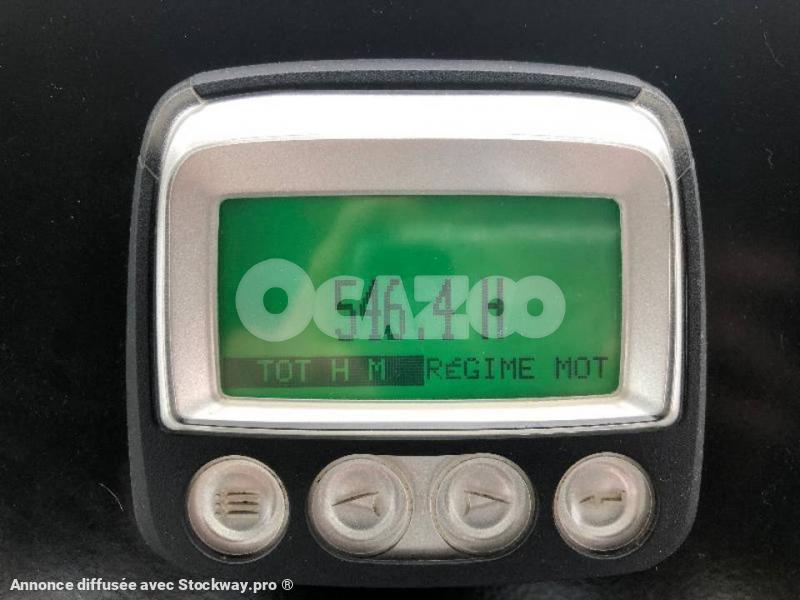 OCAZOO
546.4 H
TOT H M RÉGIME MOT
Annonce diffusée avec Stockway.pro ®